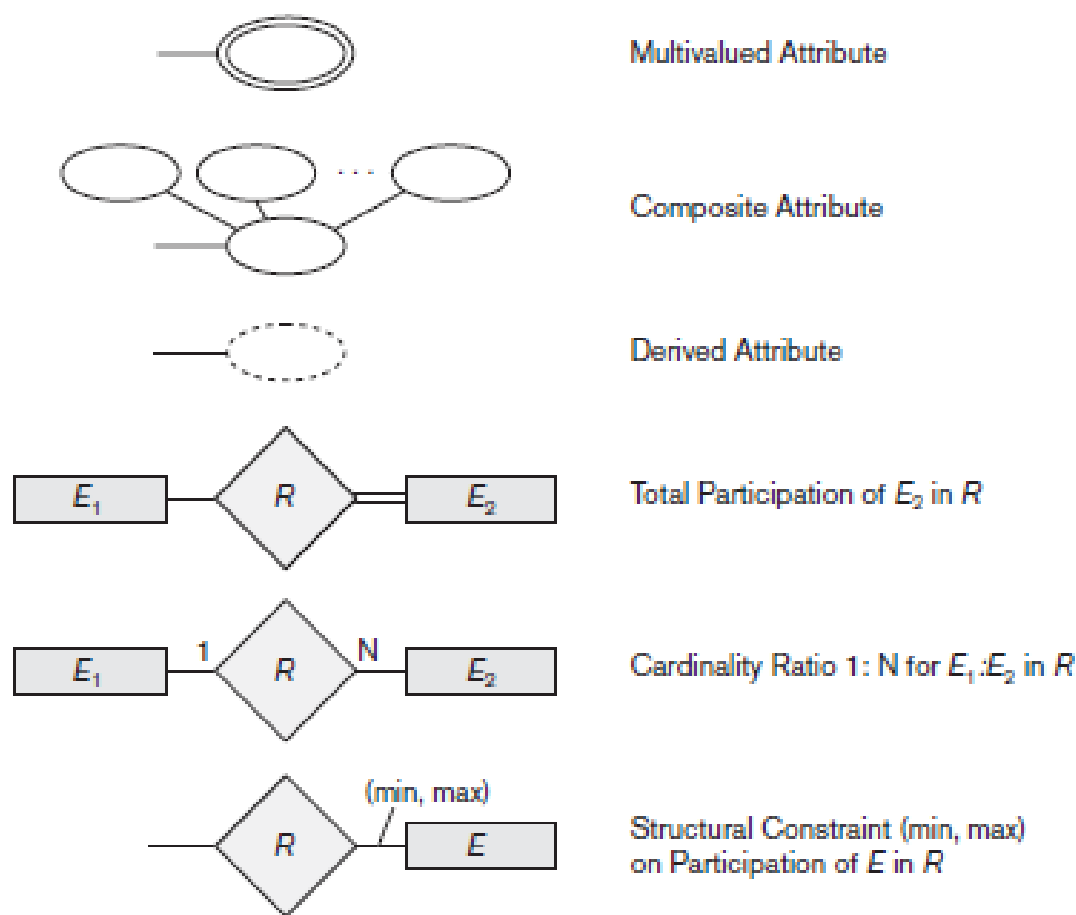 Multivalued Attribute
. . .
Composite Attribute
Derived Attribute
E₁ R E₂ Total Participation of E₂ in R
E₁ 1 R N E₂ Cardinality Ratio 1: N for E₁:E₂ in R
(min, max)
R E Structural Constraint (min, max)
on Participation of E in R